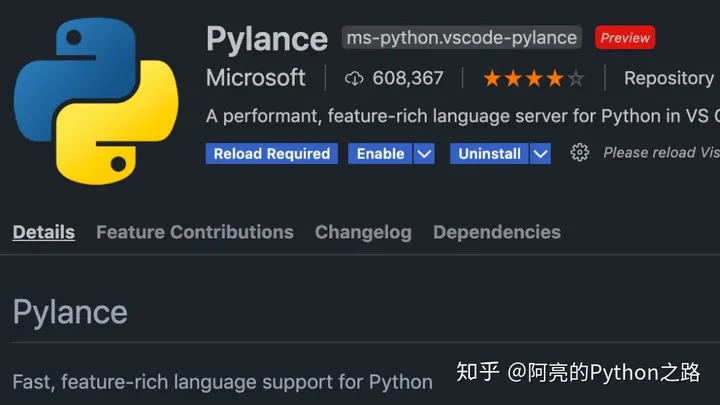 Pylance ms-python.vscode-pylance Preview
Microsoft 608,367 Repository
A performant, feature-rich language server for Python in VS
Reload Required Enable Uninstall Please reload Vis
Details Feature Contributions Changelog Dependencies
Pylance
Fast, feature-rich language support for Python
知乎 @阿亮的Python之路